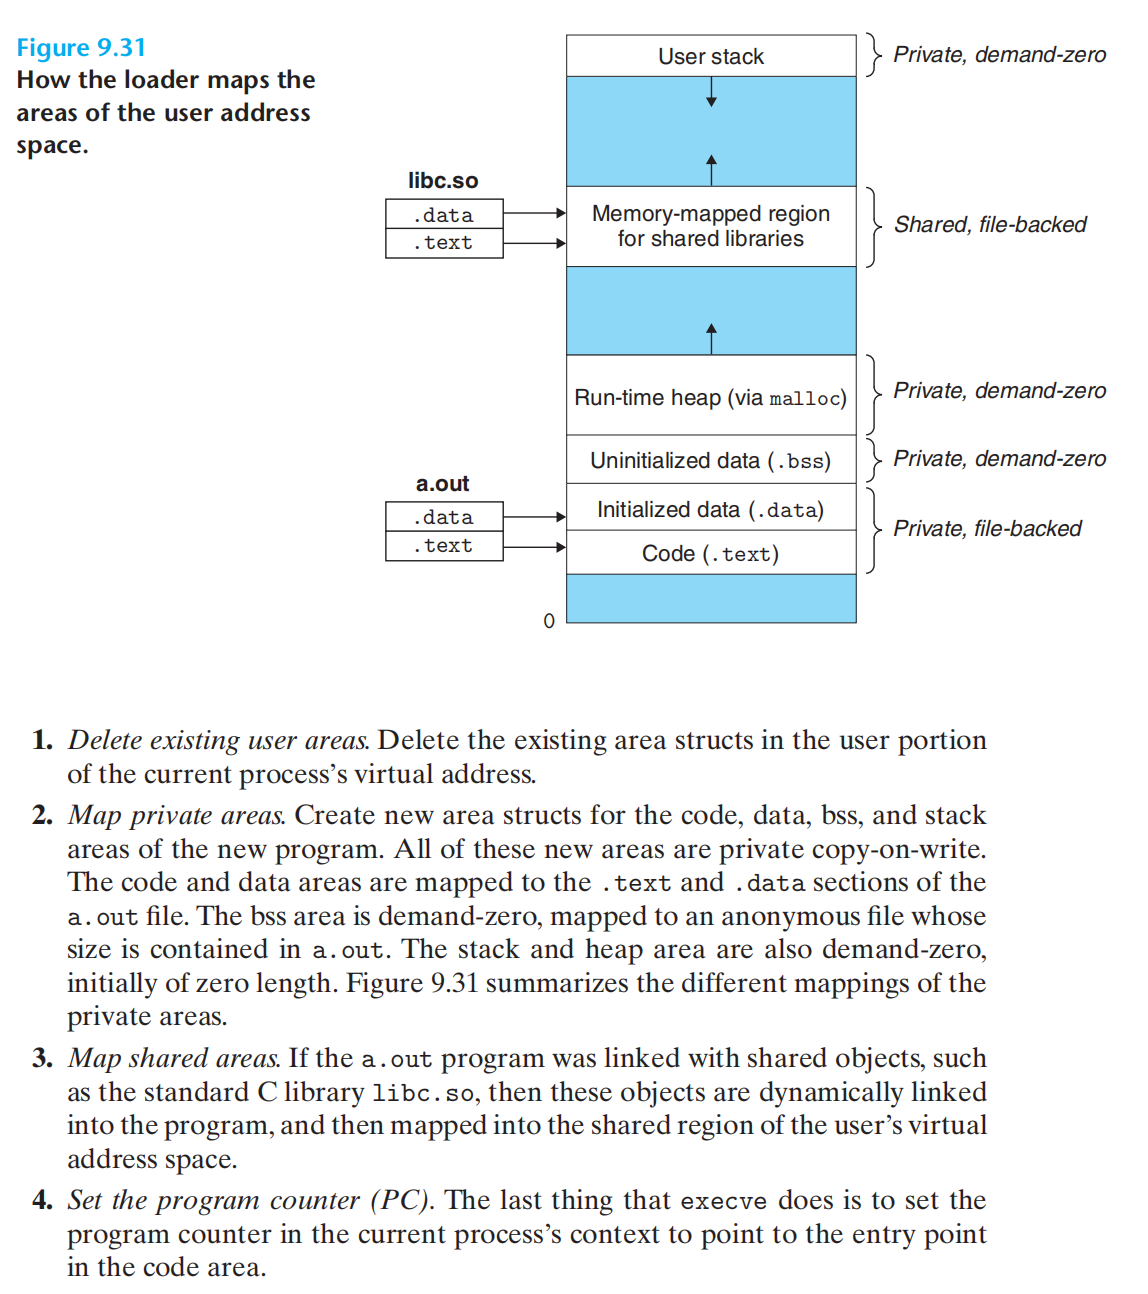 Figure 9.31
How the loader maps the
areas of the user address
space.
User stack
Private, demand-zero
libc.so
.data
.text
Memory-mapped region
for shared libraries
Shared, file-backed
Run-time heap (via malloc)
Private, demand-zero
Uninitialized data (.bss)
Private, demand-zero
a.out
.data
.text
Initialized data (.data)
Code (.text)
Private, file-backed
0
1. Delete existing user areas. Delete the existing area structs in the user portion
of the current process’s virtual address.
2. Map private areas. Create new area structs for the code, data, bss, and stack
areas of the new program. All of these new areas are private copy-on-write.
The code and data areas are mapped to the .text and .data sections of the
a.out file. The bss area is demand-zero, mapped to an anonymous file whose
size is contained in a.out. The stack and heap area are also demand-zero,
initially of zero length. Figure 9.31 summarizes the different mappings of the
private areas.
3. Map shared areas. If the a.out program was linked with shared objects, such
as the standard C library libc.so, then these objects are dynamically linked
into the program, and then mapped into the shared region of the user’s virtual
address space.
4. Set the program counter (PC). The last thing that execve does is to set the
program counter in the current process’s context to point to the entry point
in the code area.